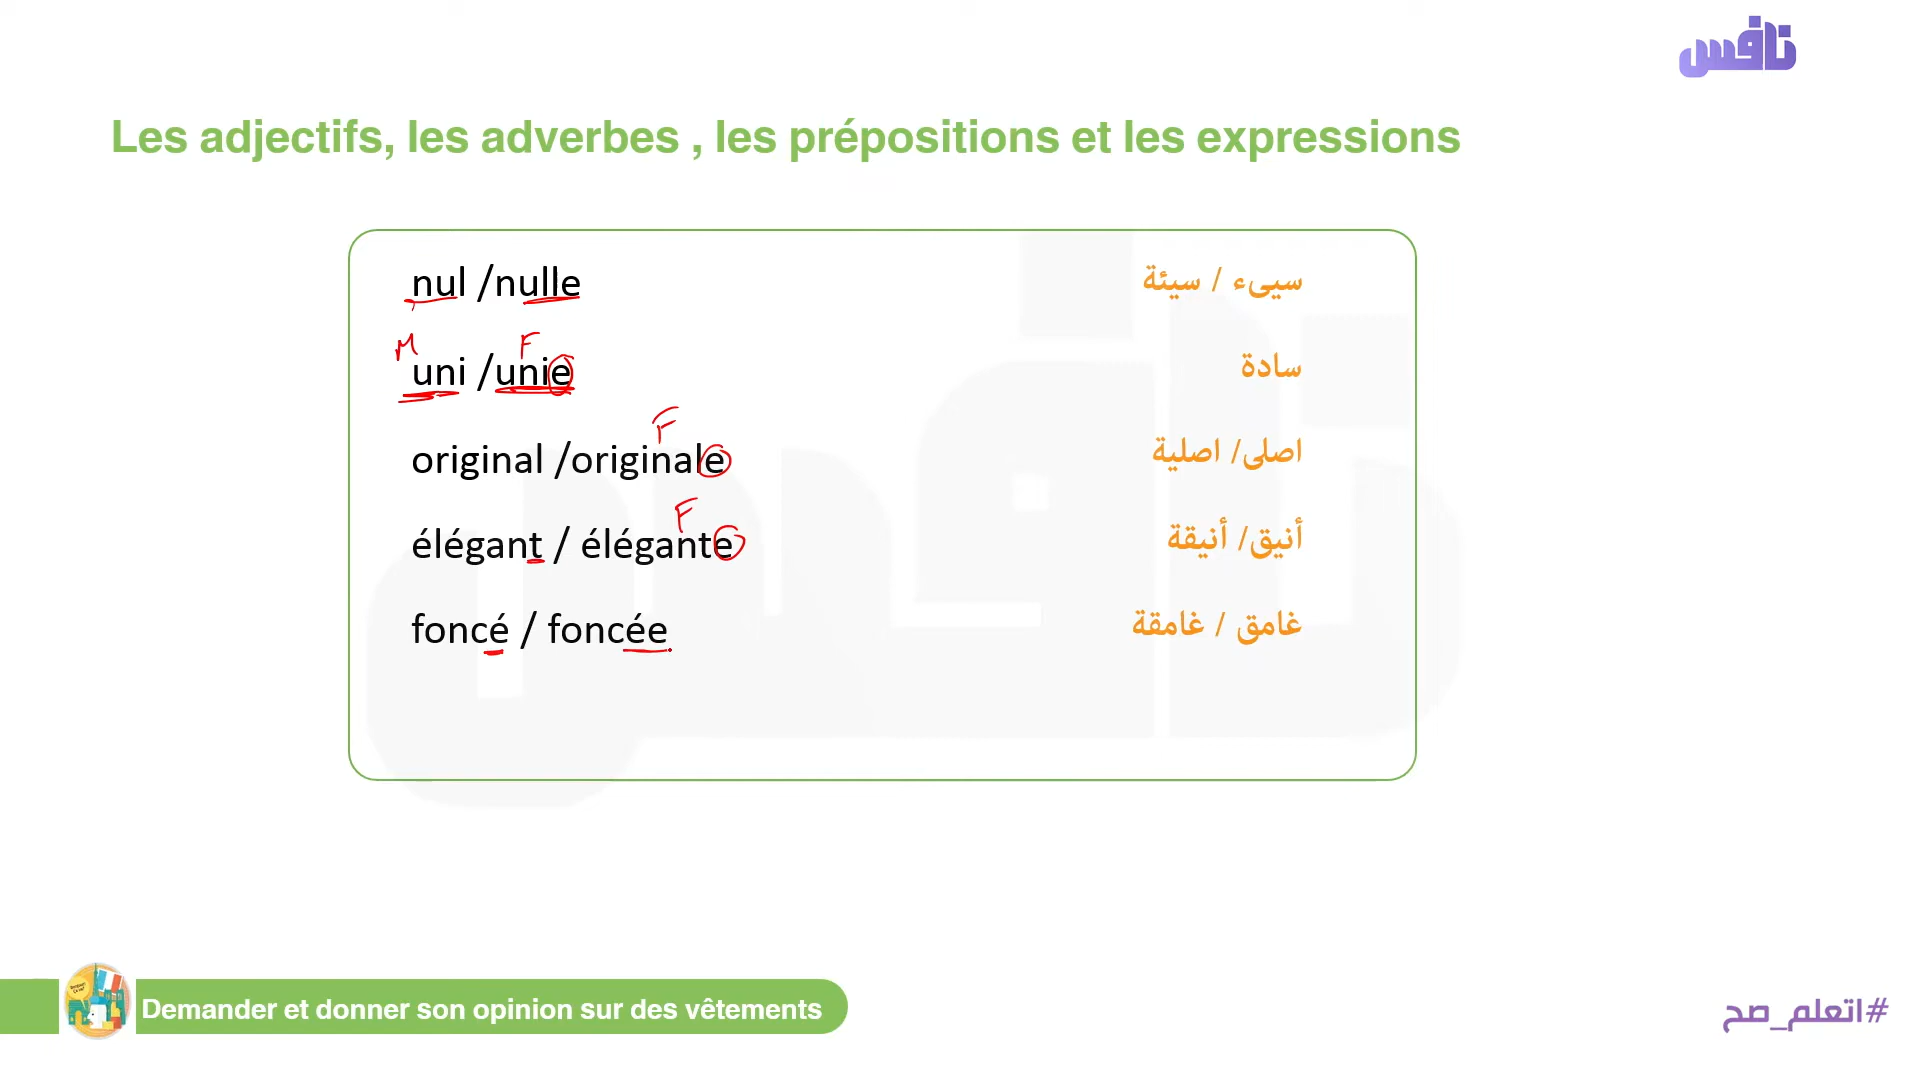 نافس
Les adjectifs, les adverbes , les prépositions et les expressions
nul /nulle سيىء / سيئة
M F
uni /unie سادة
F
original /originale اصلى/ اصلية
F
élégant / élégante أنيق/ أنيقة
foncé / foncée غامق / غامقة
Demander et donner son opinion sur des vêtements
#اتعلم_صح